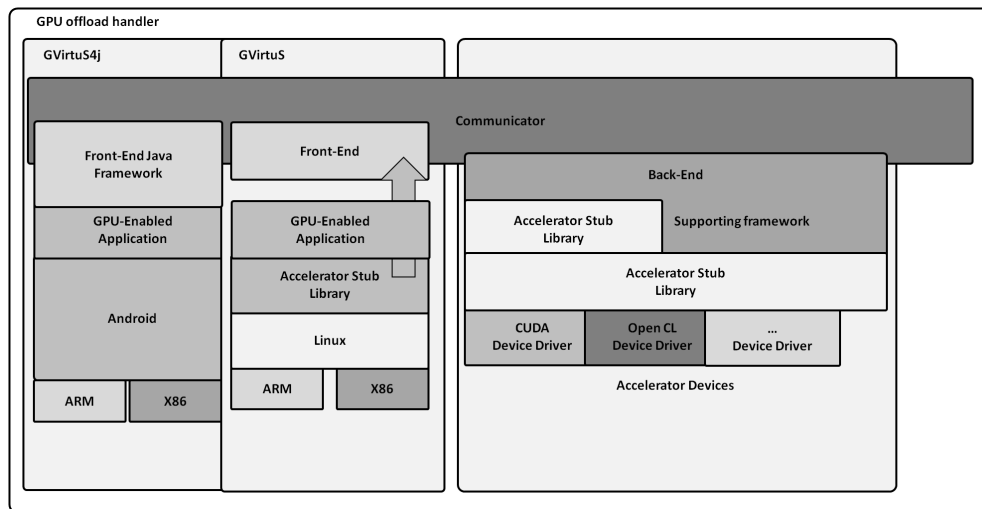 GPU offload handler
GVirtuS4j
GVirtuS
Communicator
Front-End Java
Framework
GPU-Enabled
Application
Android
ARM
X86
Front-End
GPU-Enabled
Application
Accelerator Stub
Library
Linux
ARM
X86
Back-End
Accelerator Stub
Library
Supporting framework
Accelerator Stub
Library
CUDA
Device Driver
Open CL
Device Driver
...
Device Driver
Accelerator Devices